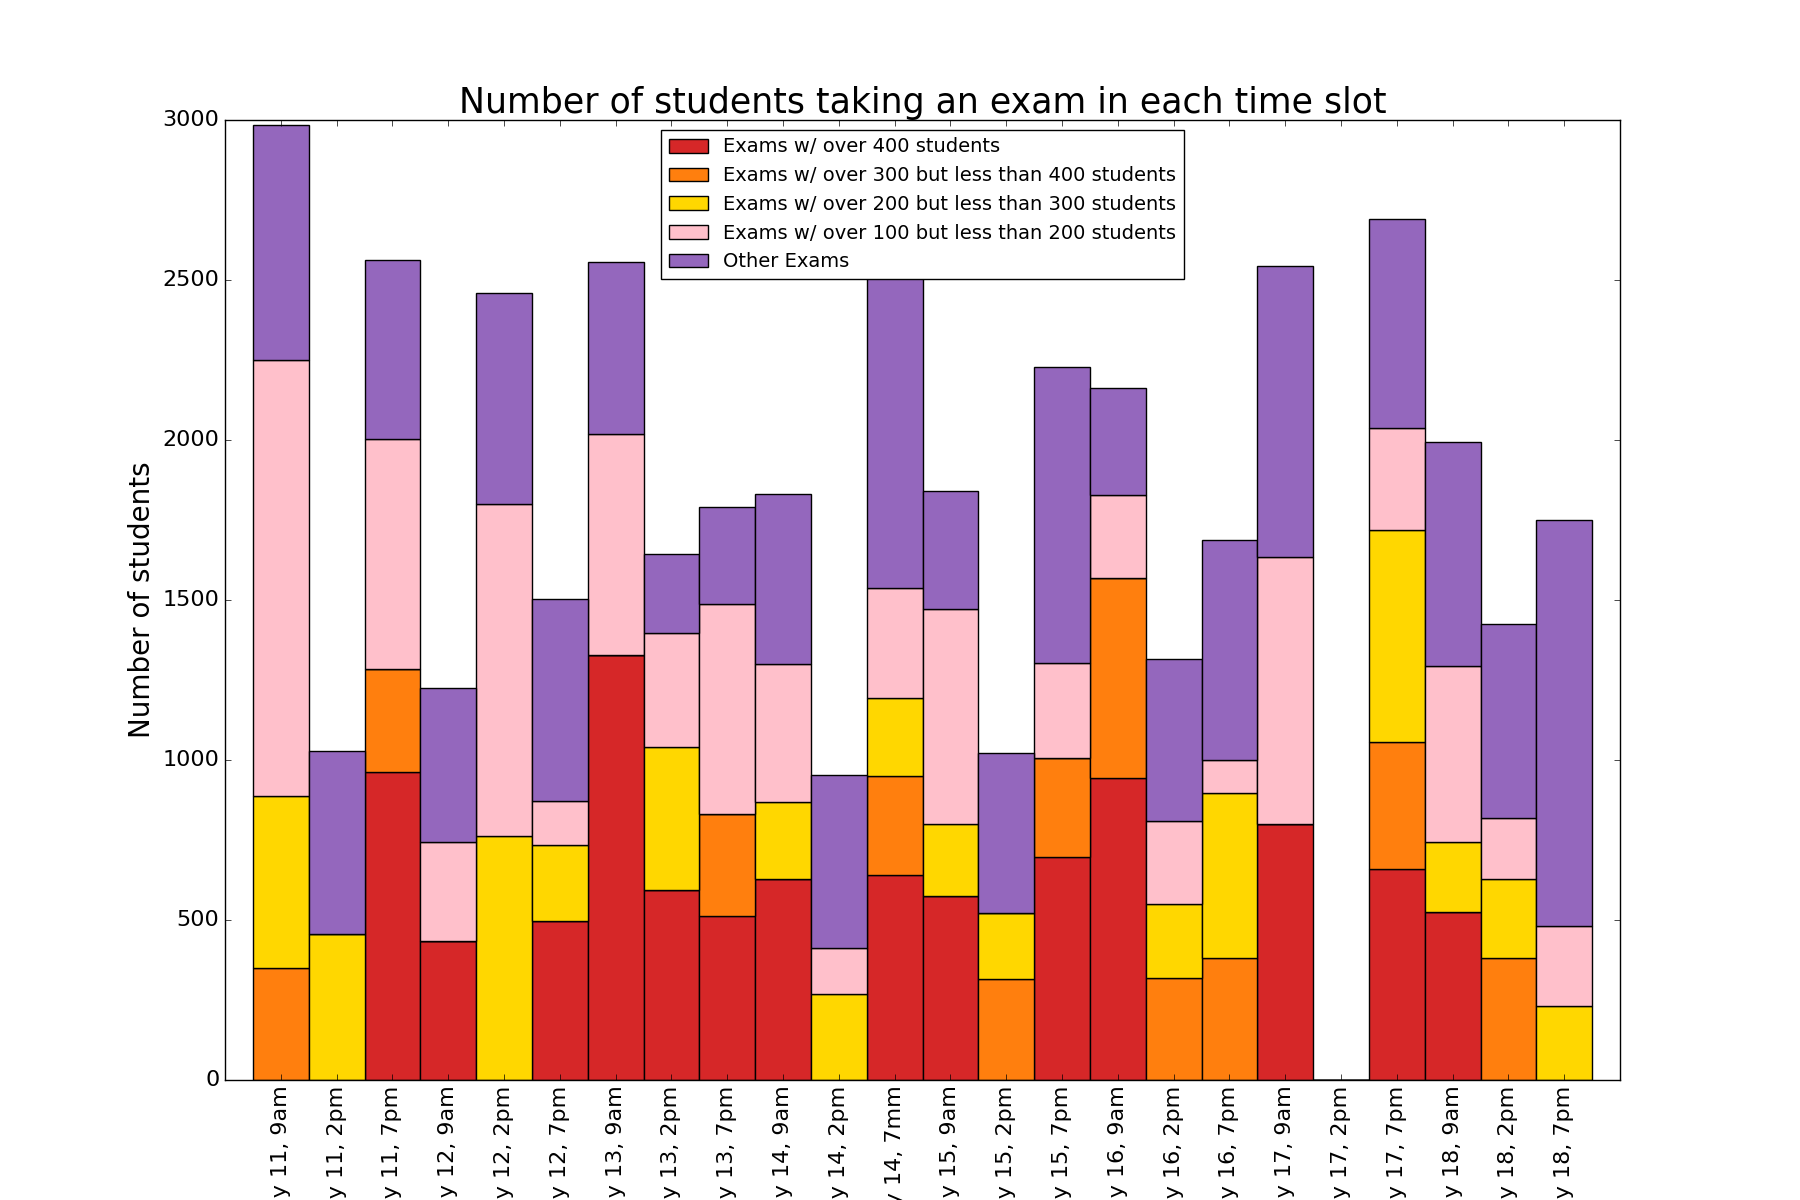 Number of students taking an exam in each time slot
Exams w/ over 400 students
Exams w/ over 300 but less than 400 students
Exams w/ over 200 but less than 300 students
Exams w/ over 100 but less than 200 students
Other Exams
Number of students
3000
2500
2000
1500
1000
500
0
y 11, 9am
y 11, 2pm
y 11, 7pm
y 12, 9am
y 12, 2pm
y 12, 7pm
y 13, 9am
y 13, 2pm
y 13, 7pm
y 14, 9am
y 14, 2pm
y 14, 7mm
y 15, 9am
y 15, 2pm
y 15, 7pm
y 16, 9am
y 16, 2pm
y 16, 7pm
y 17, 9am
y 17, 2pm
y 17, 7pm
y 18, 9am
y 18, 2pm
y 18, 7pm